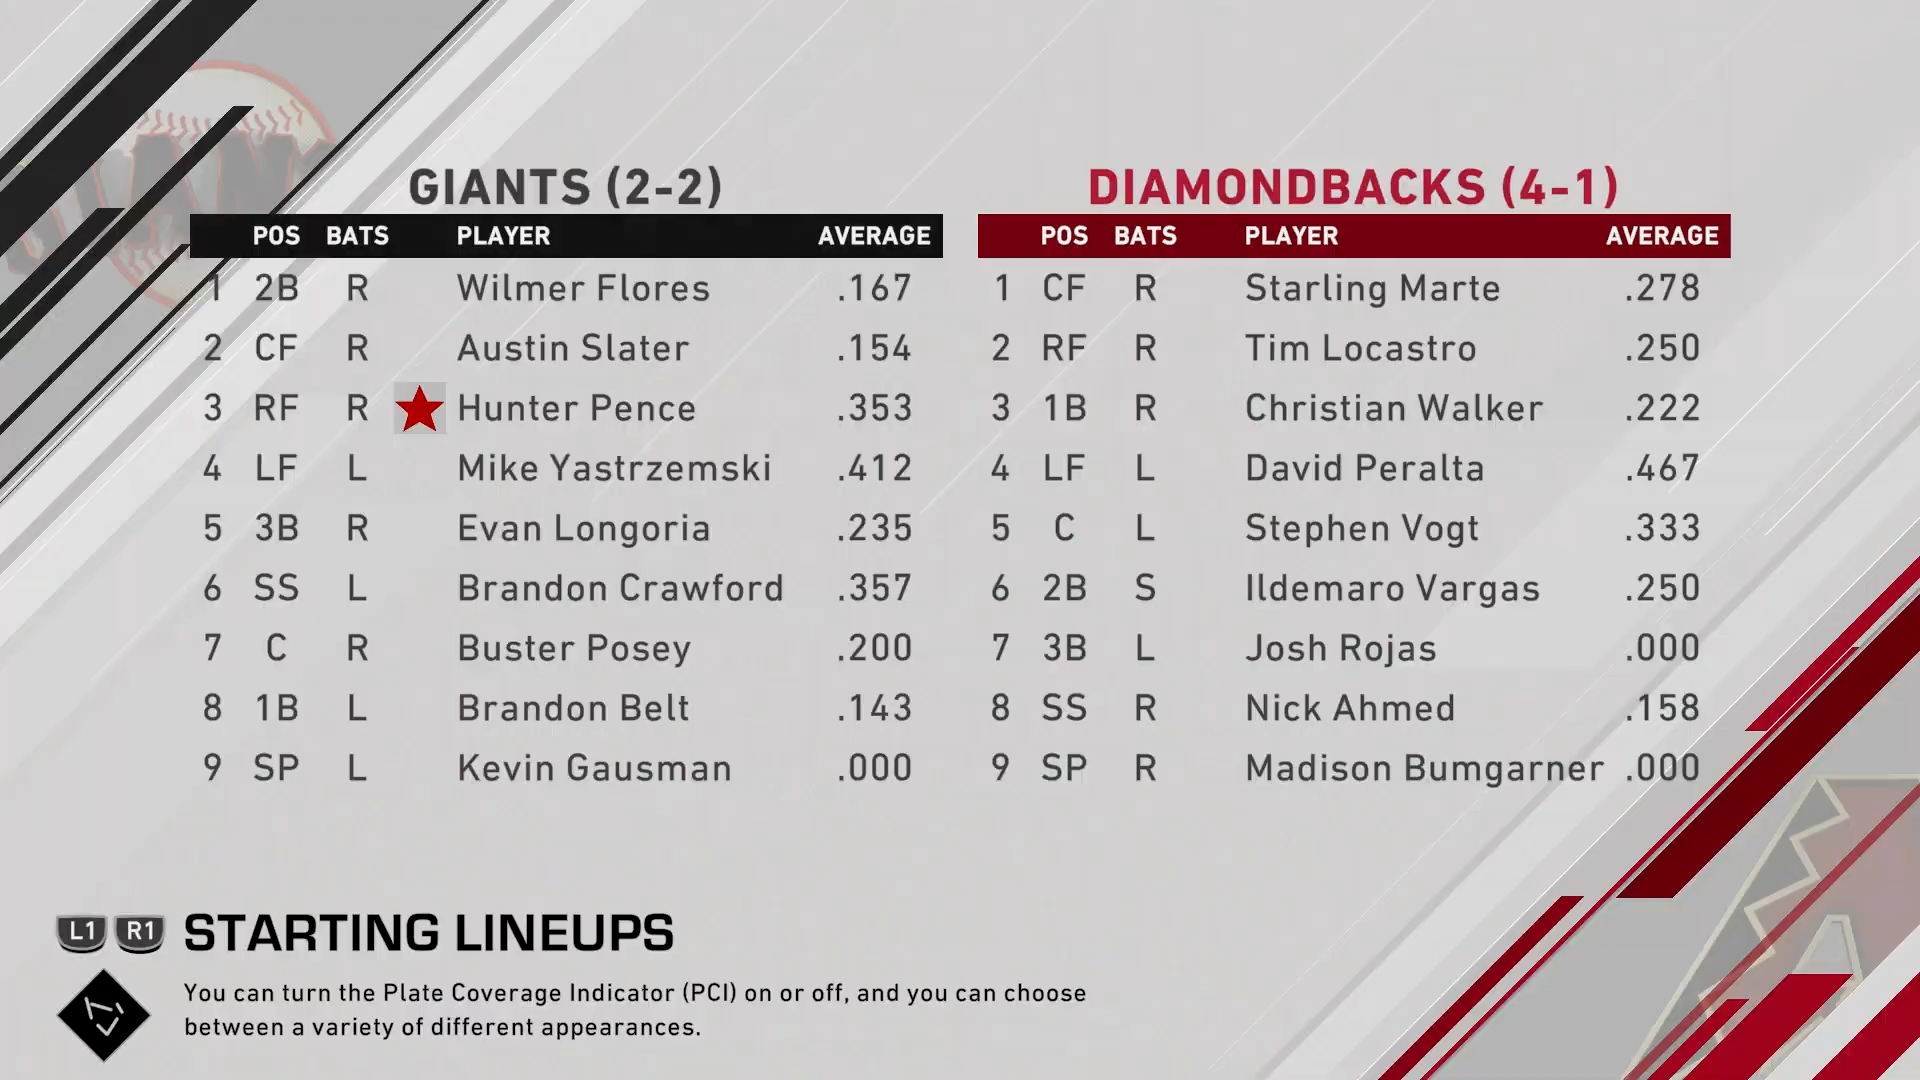 GIANTS (2-2)
POS BATS PLAYER AVERAGE
1 2B R Wilmer Flores .167
2 CF R Austin Slater .154
3 RF R Hunter Pence .353
4 LF L Mike Yastrzemski .412
5 3B R Evan Longoria .235
6 SS L Brandon Crawford .357
7 C R Buster Posey .200
8 1B L Brandon Belt .143
9 SP L Kevin Gausman .000
DIAMONDBACKS (4-1)
POS BATS PLAYER AVERAGE
1 CF R Starling Marte .278
2 RF R Tim Locastro .250
3 1B R Christian Walker .222
4 LF L David Peralta .467
5 C L Stephen Vogt .333
6 2B S Ildemaro Vargas .250
7 3B L Josh Rojas .000
8 SS R Nick Ahmed .158
9 SP R Madison Bumgarner .000
L1 R1 STARTING LINEUPS
You can turn the Plate Coverage Indicator (PCI) on or off, and you can choose
between a variety of different appearances.